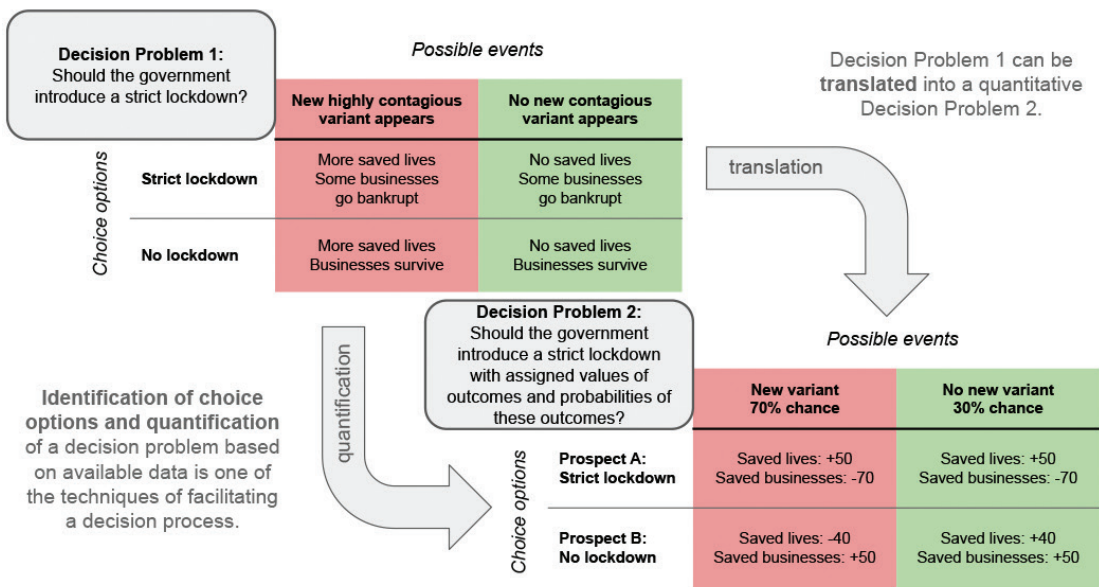 Decision Problem 1:
Should the government
introduce a strict lockdown?
Possible events
New highly contagious
variant appears
No new contagious
variant appears
Choice options
Strict lockdown
More saved lives
Some businesses
go bankrupt
No saved lives
Some businesses
go bankrupt
No lockdown
More saved lives
Businesses survive
No saved lives
Businesses survive
Decision Problem 1 can be
translated into a quantitative
Decision Problem 2.
translation
Identification of choice
options and quantification
of a decision problem based
on available data is one of
the techniques of facilitating
a decision process.
quantification
Decision Problem 2:
Should the government
introduce a strict lockdown
with assigned values of
outcomes and probabilities of
these outcomes?
Possible events
New variant
70% chance
No new variant
30% chance
Choice options
Prospect A:
Strict lockdown
Saved lives: +50
Saved businesses: -70
Saved lives: +50
Saved businesses: -70
Prospect B:
No lockdown
Saved lives: -40
Saved businesses: +50
Saved lives: +40
Saved businesses: +50